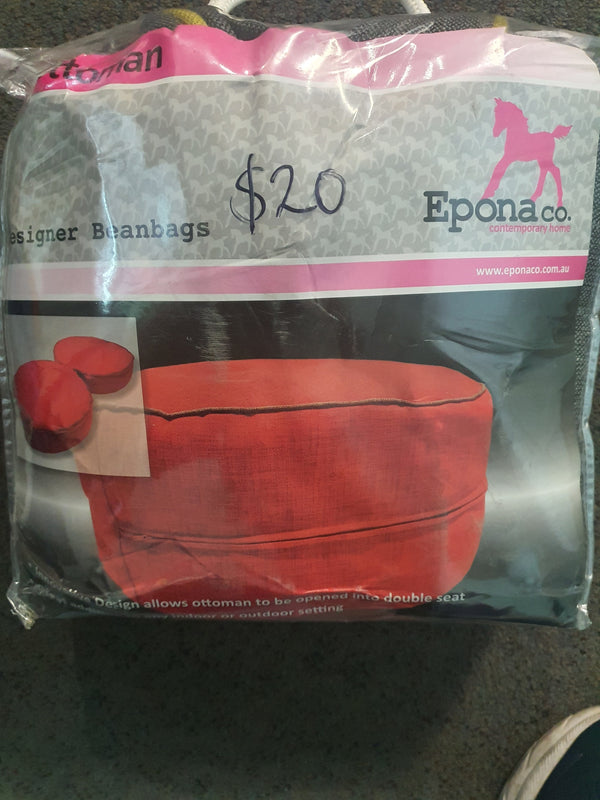 ttoman
$20
esigner Beanbags
Epona co.
contemporary home
www.eponaco.com.au
Design allows ottoman to be opened into double seat
indoor or outdoor setting